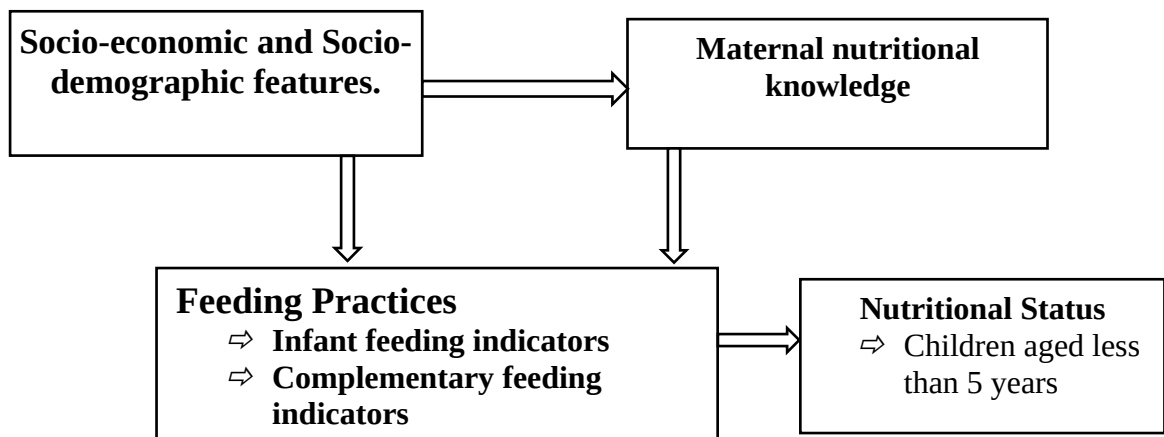 Socio-economic and Socio-
demographic features.
Maternal nutritional
knowledge
Feeding Practices
⇨ Infant feeding indicators
⇨ Complementary feeding
indicators
Nutritional Status
⇨ Children aged less
than 5 years